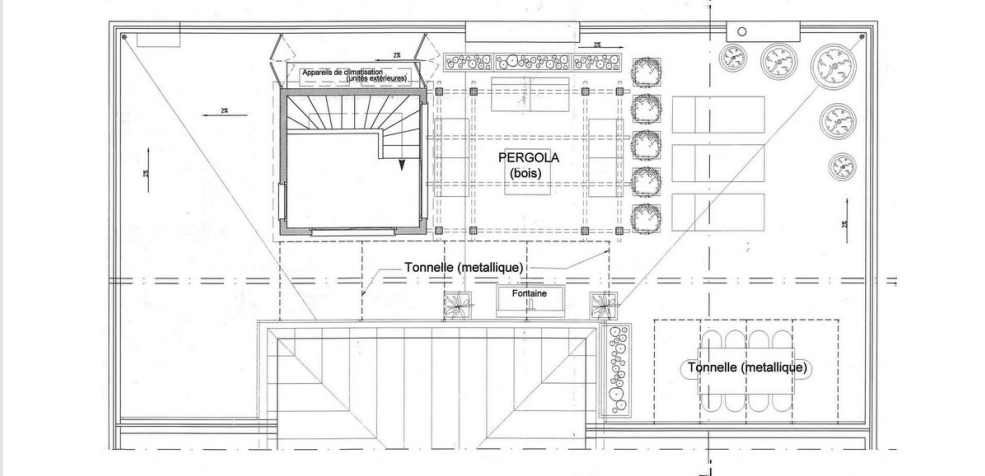 2%
2%
Appareils de climatisation
(unités extérieures)
2%
2%
2%
PERGOLA
(bois)
Tonnelle (metallique)
Fontaine
Tonnelle (metallique)